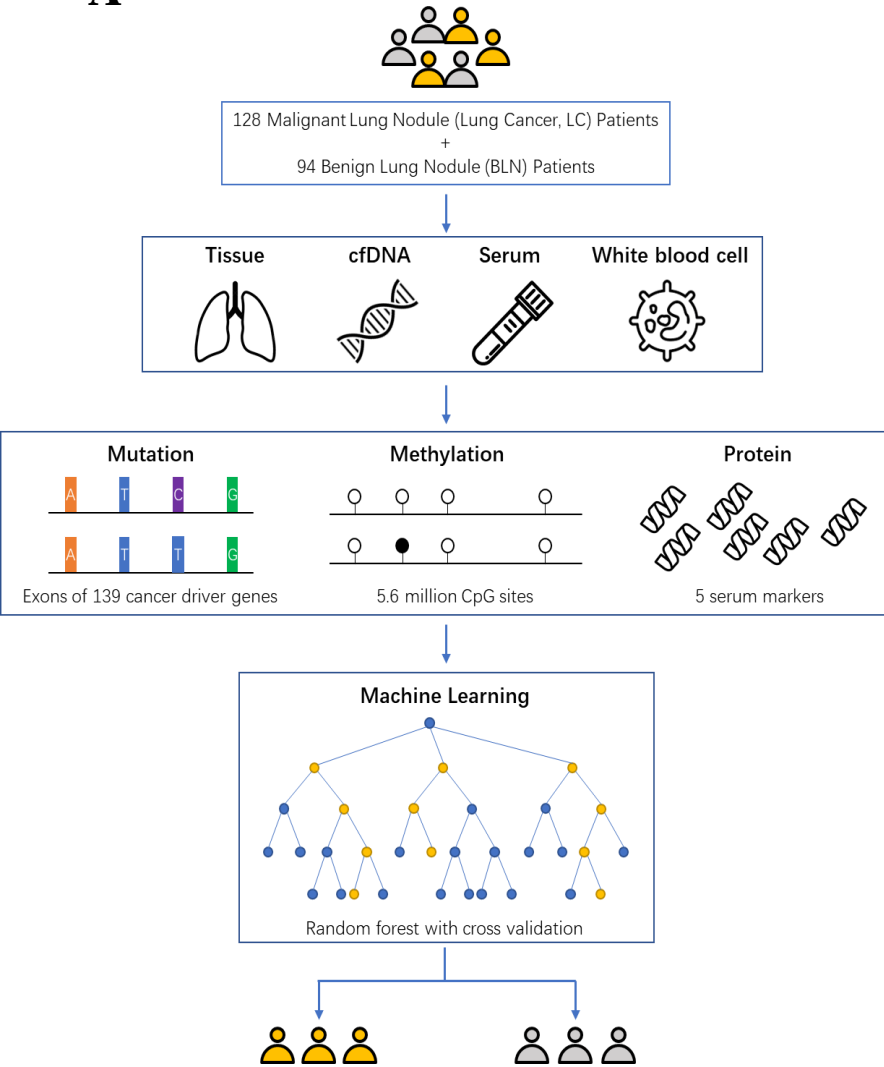 A
128 Malignant Lung Nodule (Lung Cancer, LC) Patients
+
94 Benign Lung Nodule (BLN) Patients
Tissue cfDNA Serum White blood cell
Mutation Methylation Protein
A T C G
A T T G
Exons of 139 cancer driver genes 5.6 million CpG sites 5 serum markers
Machine Learning
Random forest with cross validation